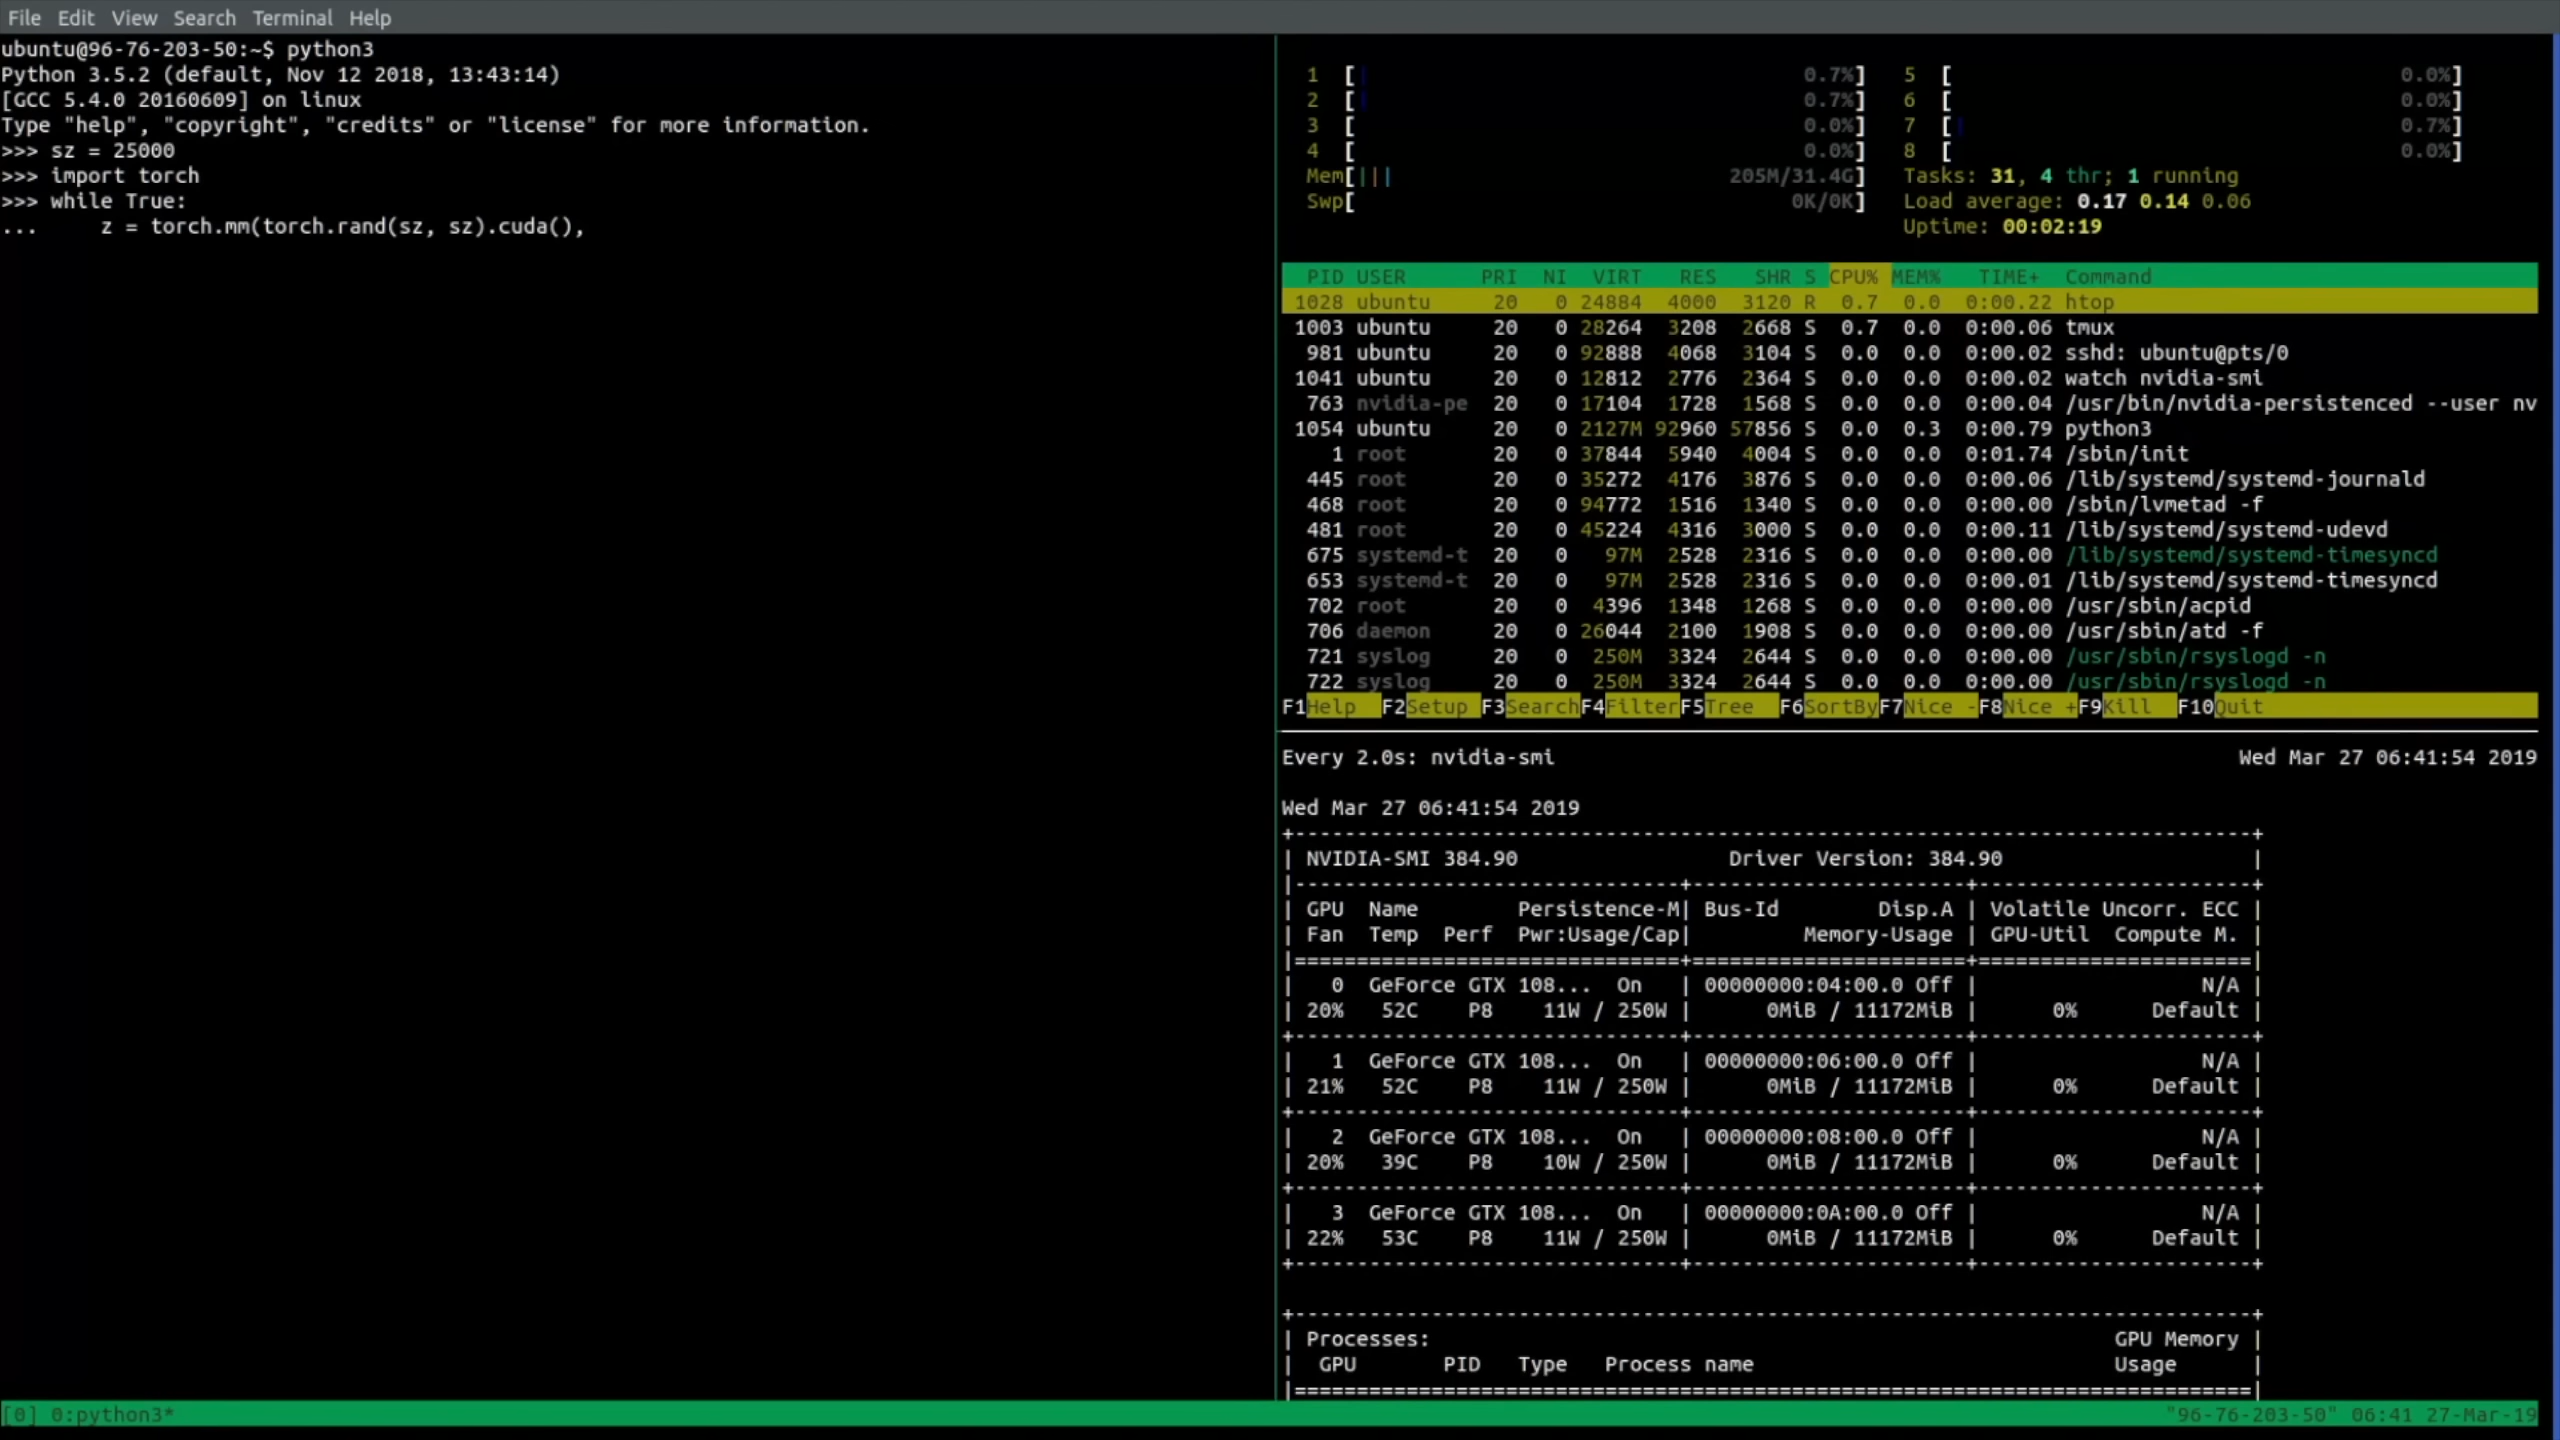 File Edit View Search Terminal Help
ubuntu@96-76-203-50:~$ python3
Python 3.5.2 (default, Nov 12 2018, 13:43:14)
[GCC 5.4.0 20160609] on linux
Type "help", "copyright", "credits" or "license" for more information.
>>> sz = 25000
>>> import torch
>>> while True:
...     z = torch.mm(torch.rand(sz, sz).cuda(),
1 [| 0.7%] 5 [ 0.0%]
2 [| 0.7%] 6 [ 0.0%]
3 [ 0.0%] 7 [| 0.7%]
4 [ 0.0%] 8 [ 0.0%]
Mem[||| 205M/31.4G] Tasks: 31, 4 thr; 1 running
Swp[ 0K/0K] Load average: 0.17 0.14 0.06
Uptime: 00:02:19
PID USER PRI NI VIRT RES SHR S CPU% MEM% TIME+ Command
1028 ubuntu 20 0 24884 4000 3120 R 0.7 0.0 0:00.22 htop
1003 ubuntu 20 0 28264 3208 2668 S 0.7 0.0 0:00.06 tmux
981 ubuntu 20 0 92888 4068 3104 S 0.0 0.0 0:00.02 sshd: ubuntu@pts/0
1041 ubuntu 20 0 12812 2776 2364 S 0.0 0.0 0:00.02 watch nvidia-smi
763 nvidia-pe 20 0 17104 1728 1568 S 0.0 0.0 0:00.04 /usr/bin/nvidia-persistenced --user nv
1054 ubuntu 20 0 2127M 92960 57856 S 0.0 0.3 0:00.79 python3
1 root 20 0 37844 5940 4004 S 0.0 0.0 0:01.74 /sbin/init
445 root 20 0 35272 4176 3876 S 0.0 0.0 0:00.06 /lib/systemd/systemd-journald
468 root 20 0 94772 1516 1340 S 0.0 0.0 0:00.00 /sbin/lvmetad -f
481 root 20 0 45224 4316 3000 S 0.0 0.0 0:00.11 /lib/systemd/systemd-udevd
675 systemd-t 20 0 97M 2528 2316 S 0.0 0.0 0:00.00 /lib/systemd/systemd-timesyncd
653 systemd-t 20 0 97M 2528 2316 S 0.0 0.0 0:00.01 /lib/systemd/systemd-timesyncd
702 root 20 0 4396 1348 1268 S 0.0 0.0 0:00.00 /usr/sbin/acpid
706 daemon 20 0 26044 2100 1908 S 0.0 0.0 0:00.00 /usr/sbin/atd -f
721 syslog 20 0 250M 3324 2644 S 0.0 0.0 0:00.00 /usr/sbin/rsyslogd -n
722 syslog 20 0 250M 3324 2644 S 0.0 0.0 0:00.00 /usr/sbin/rsyslogd -n
F1Help F2Setup F3SearchF4FilterF5Tree F6SortByF7Nice -F8Nice +F9Kill F10Quit
Every 2.0s: nvidia-smi Wed Mar 27 06:41:54 2019
Wed Mar 27 06:41:54 2019
| NVIDIA-SMI 384.90 Driver Version: 384.90 |
| GPU Name Persistence-M| Bus-Id Disp.A | Volatile Uncorr. ECC |
| Fan Temp Perf Pwr:Usage/Cap| Memory-Usage | GPU-Util Compute M. |
| 0 GeForce GTX 108... On | 00000000:04:00.0 Off | N/A |
| 20% 52C P8 11W / 250W | 0MiB / 11172MiB | 0% Default |
| 1 GeForce GTX 108... On | 00000000:06:00.0 Off | N/A |
| 21% 52C P8 11W / 250W | 0MiB / 11172MiB | 0% Default |
| 2 GeForce GTX 108... On | 00000000:08:00.0 Off | N/A |
| 20% 39C P8 10W / 250W | 0MiB / 11172MiB | 0% Default |
| 3 GeForce GTX 108... On | 00000000:0A:00.0 Off | N/A |
| 22% 53C P8 11W / 250W | 0MiB / 11172MiB | 0% Default |
| Processes: GPU Memory |
| GPU PID Type Process name Usage |
[0] 0:python3* "96-76-203-50" 06:41 27-Mar-19